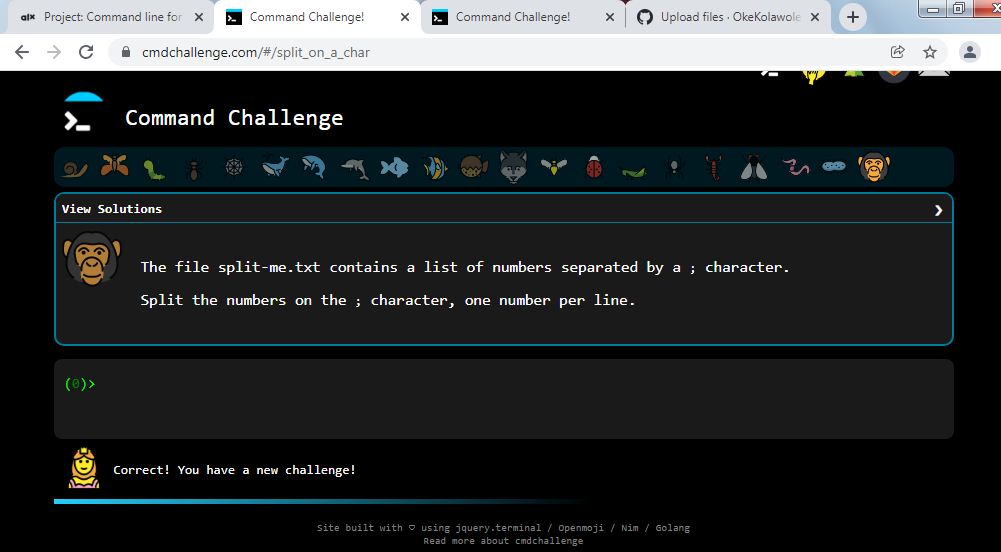 alx Project: Command line for
Command Challenge!
Command Challenge!
Upload files · OkeKolawole
cmdchallenge.com/#/split_on_a_char
Command Challenge
View Solutions
The file split-me.txt contains a list of numbers separated by a ; character.
Split the numbers on the ; character, one number per line.
(0)>
Correct! You have a new challenge!
Site built with ♡ using jquery.terminal / Openmoji / Nim / Golang
Read more about cmdchallenge